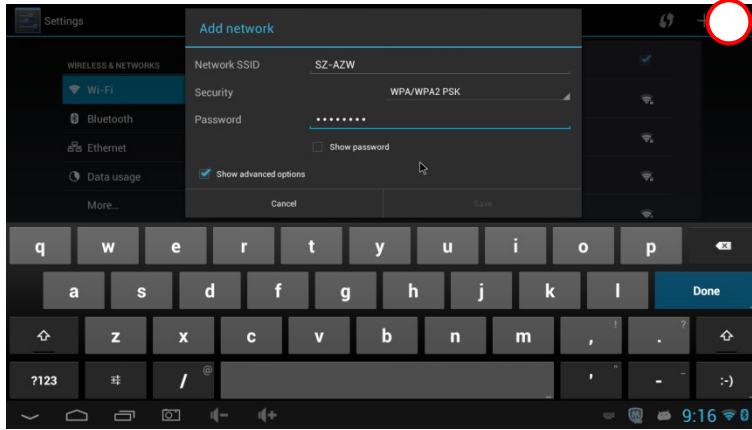 Settings
Add network
WIRELESS & NETWORKS
Network SSID SZ-AZW
Wi-Fi
Security WPA/WPA2 PSK
Bluetooth
Password ••••••••
Ethernet
Show password
Data usage
Show advanced options
More...
Cancel Save
q w e r t y u i o p
a s d f g h j k l Done
z x c v b n m , ! . ?
?123 / @ ' " - _ :-)
9:16